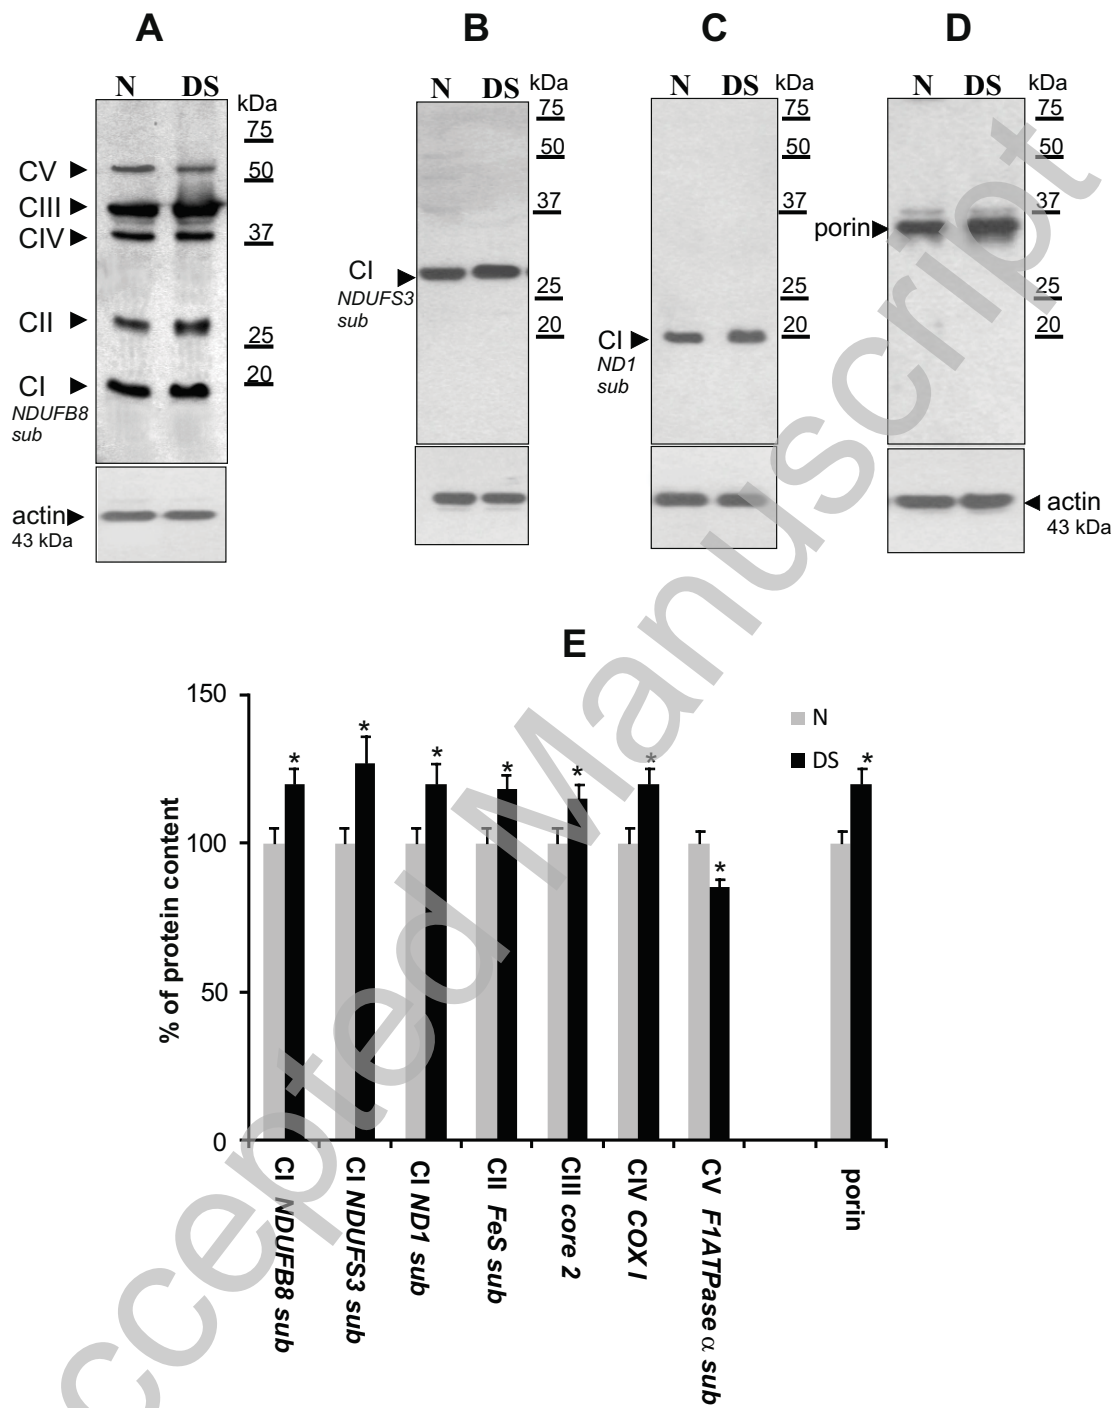 A
B
C
D
N DS
kDa
75
50
37
25
20
CV
CIII
CIV
CII
CI
NDUFB8
sub
actin
43 kDa
N DS
kDa
75
50
37
25
20
CI
NDUFS3
sub
N DS
kDa
75
50
37
25
20
CI
ND1
sub
N DS
kDa
75
50
37
25
20
porin
actin
43 kDa
E
% of protein content
150
100
50
0
N
DS
*
*
*
*
*
*
*
*
CI NDUFB8 sub
CI NDUFS3 sub
CI ND1 sub
CII FeS sub
CIII core 2
CIV COX I
CV F1ATPase α sub
porin
ccepted Manuscript